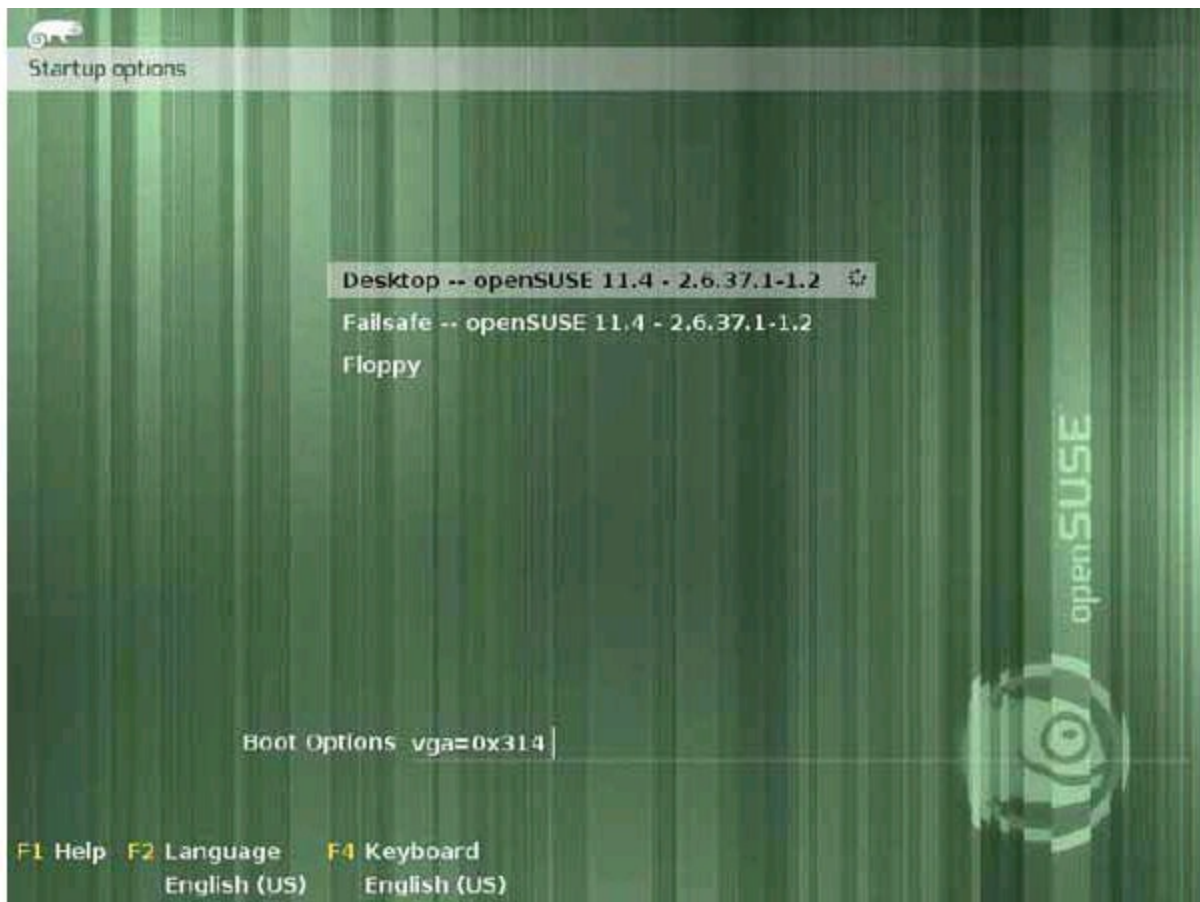 Startup options
Desktop -- openSUSE 11.4 - 2.6.37.1-1.2
Failsafe -- openSUSE 11.4 - 2.6.37.1-1.2
Floppy
openSUSE
Boot Options vga=0x314
F1 Help F2 Language F4 Keyboard
English (US) English (US)